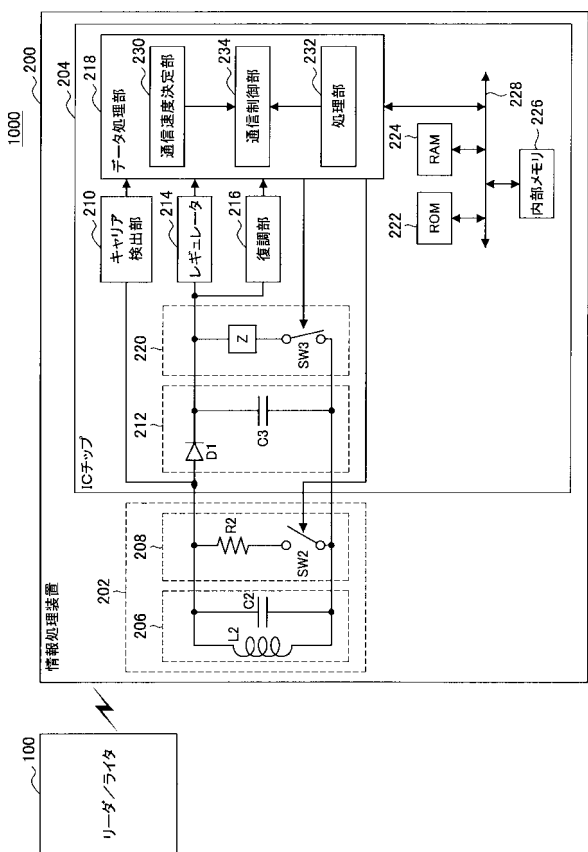 1000
100
リーダ/ライタ
200
情報処理装置
204
ICチップ
202
206
L2
C2
208
R2
SW2
D1
212
C3
220
Z
SW3
210
キャリア
検出部
214
レギュレータ
216
復調部
218
データ処理部
230
通信速度決定部
234
通信制御部
232
処理部
222
ROM
224
RAM
228
226
内部メモリ